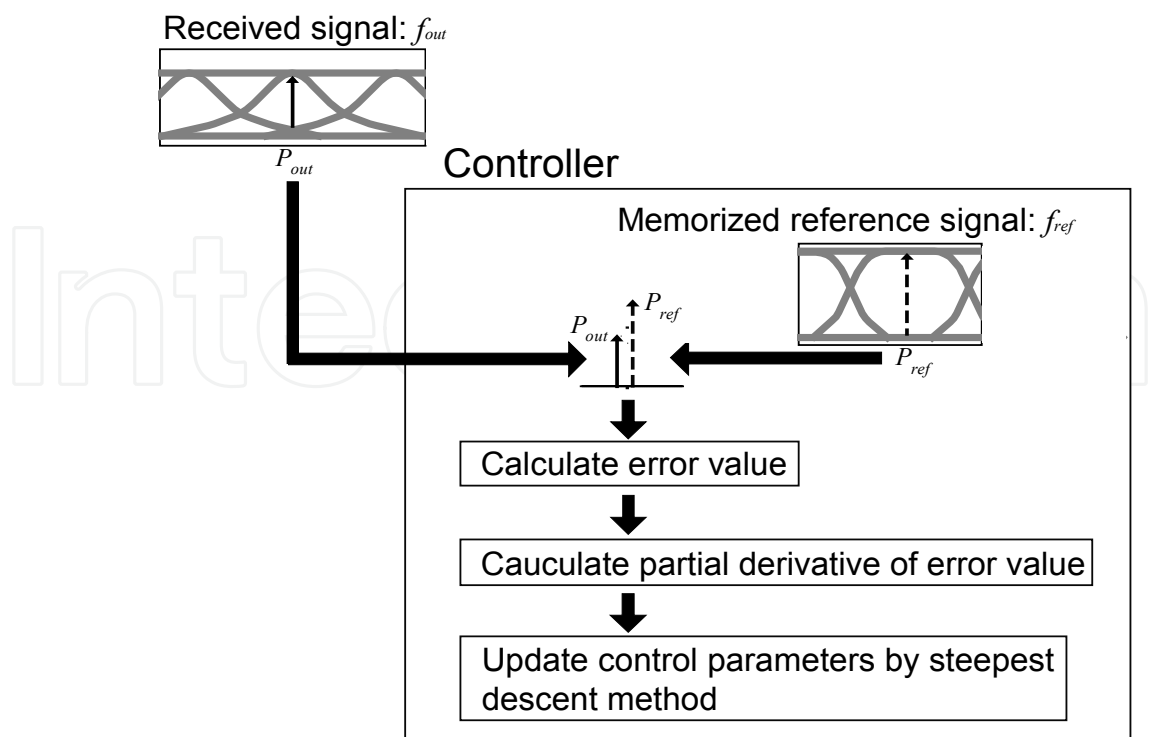 Received signal: fout
Pout
Controller
Memorized reference signal: fref
Pref
Pout
Pref
Calculate error value
Cauculate partial derivative of error value
Update control parameters by steepest
descent method